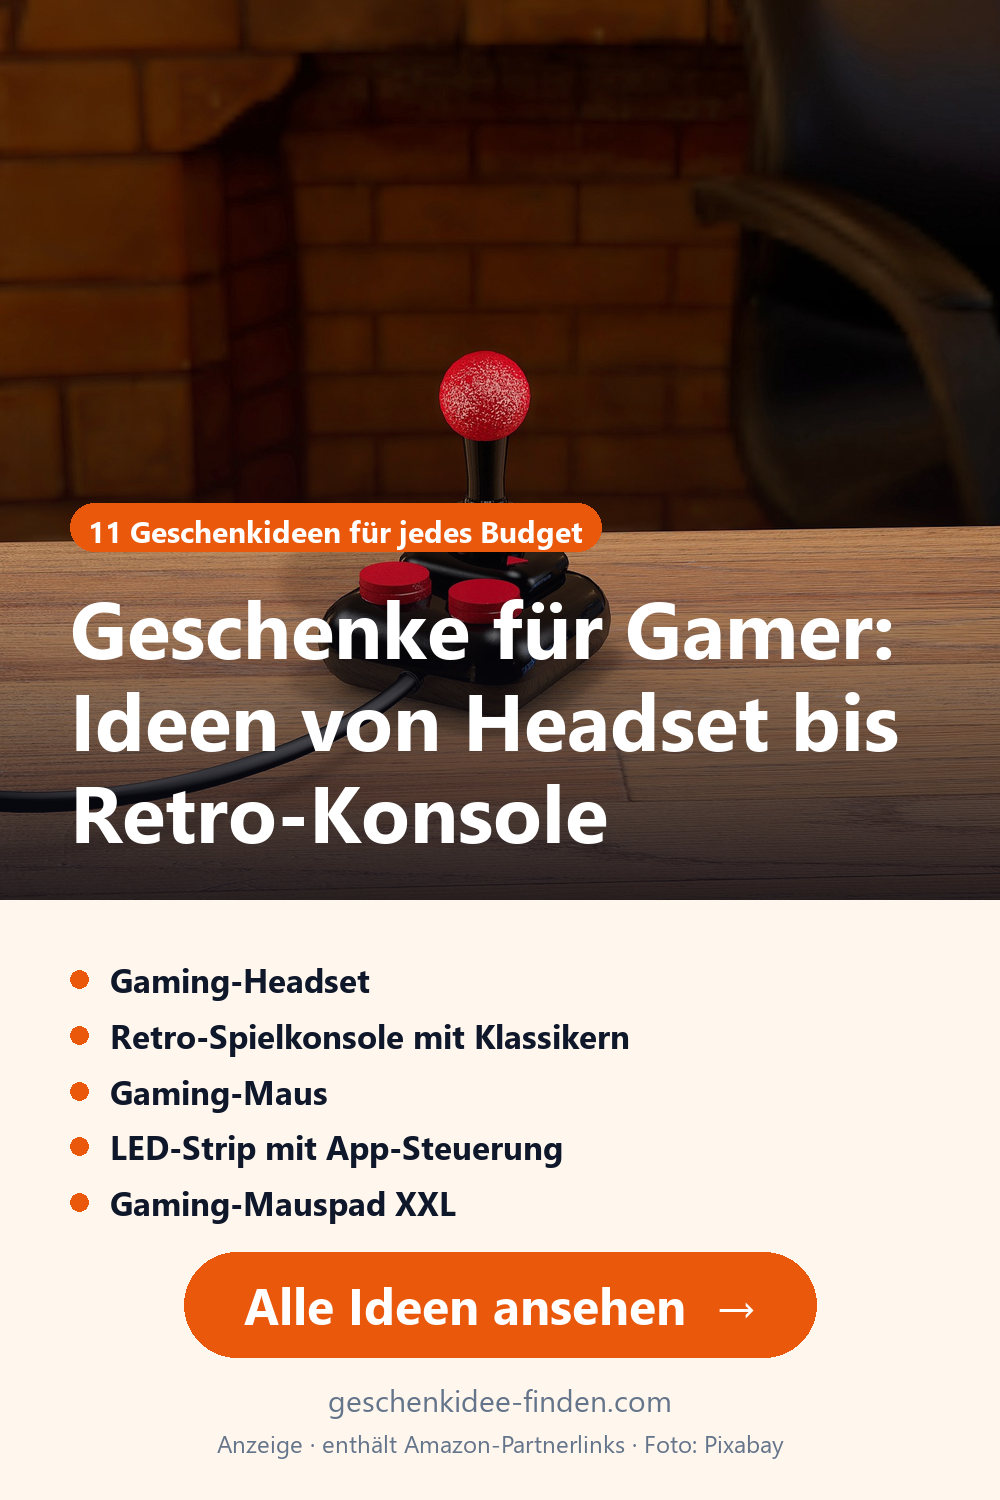 11 Geschenkideen für jedes Budget
Geschenke für Gamer:
Ideen von Headset bis
Retro-Konsole
Gaming-Headset
Retro-Spielkonsole mit Klassikern
Gaming-Maus
LED-Strip mit App-Steuerung
Gaming-Mauspad XXL
Alle Ideen ansehen →
geschenkidee-finden.com
Anzeige · enthält Amazon-Partnerlinks · Foto: Pixabay